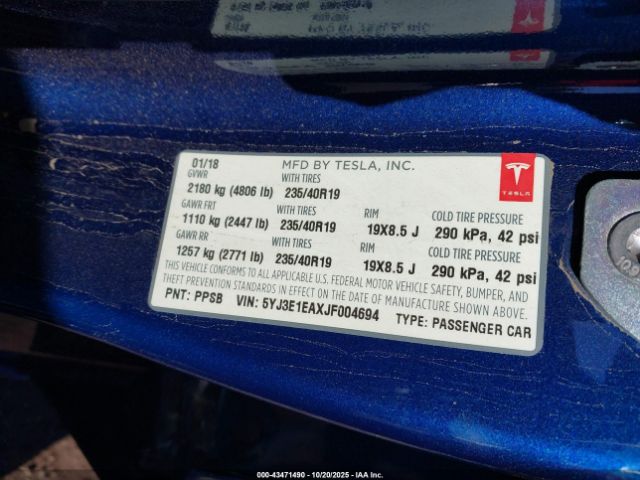 01/18 MFD BY TESLA, INC.
GVWR WITH TIRES
2180 kg (4806 lb) 235/40R19
GAWR FRT WITH TIRES RIM COLD TIRE PRESSURE
1110 kg (2447 lb) 235/40R19 19X8.5 J 290 kPa, 42 psi
GAWR RR WITH TIRES RIM COLD TIRE PRESSURE
1257 kg (2771 lb) 235/40R19 19X8.5 J 290 kPa, 42 psi
THIS VEHICLE CONFORMS TO ALL APPLICABLE U.S. FEDERAL MOTOR VEHICLE SAFETY, BUMPER, AND
THEFT PREVENTION STANDARDS IN EFFECT ON THE DATE OF MANUFACTURE SHOWN ABOVE.
PNT: PPSB VIN: 5YJ3E1EAXJF004694 TYPE: PASSENGER CAR
TESLA
000-43471490 - 10/20/2025 - IAA CA